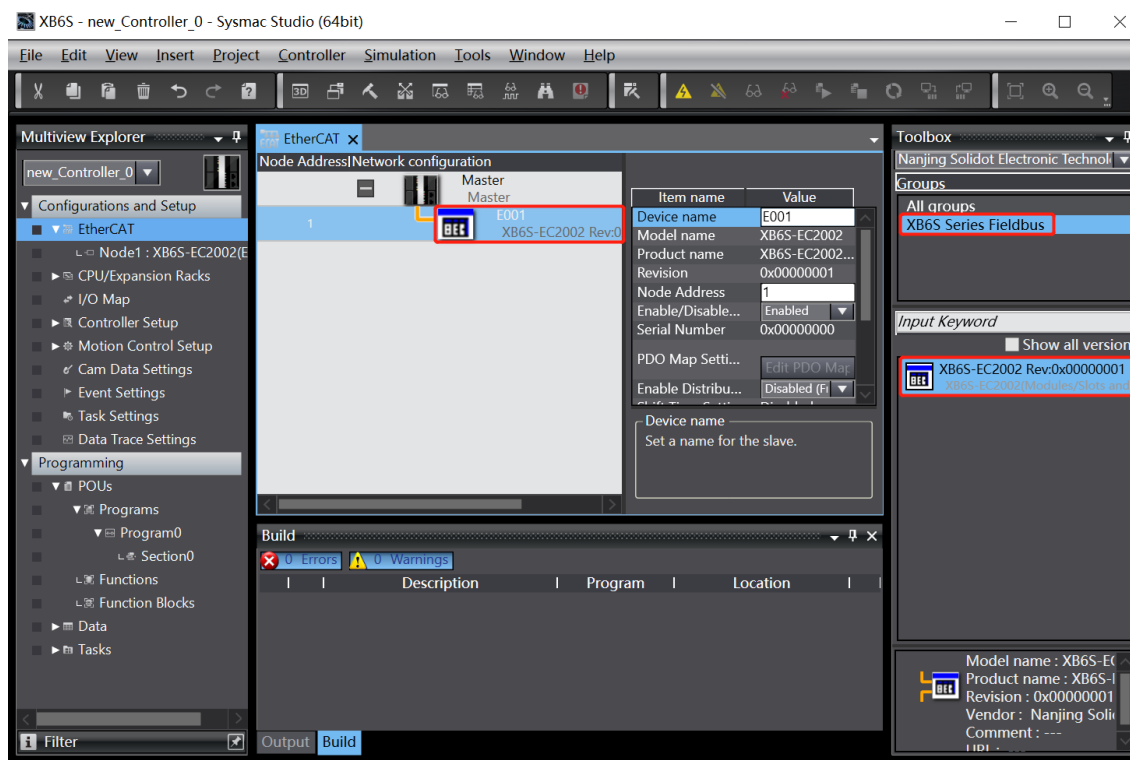 XB6S - new_Controller_0 - Sysmac Studio (64bit)
File Edit View Insert Project Controller Simulation Tools Window Help
Multiview Explorer
new_Controller_0
Configurations and Setup
EtherCAT
Node1 : XB6S-EC2002(E
CPU/Expansion Racks
I/O Map
Controller Setup
Motion Control Setup
Cam Data Settings
Event Settings
Task Settings
Data Trace Settings
Programming
POUs
Programs
Program0
Section0
Functions
Function Blocks
Data
Tasks
Filter
EtherCAT
Node Address Network configuration
Master
Master
1
E001
XB6S-EC2002 Rev:0
Item name Value
Device name E001
Model name XB6S-EC2002
Product name XB6S-EC2002...
Revision 0x00000001
Node Address 1
Enable/Disable... Enabled
Serial Number 0x00000000
PDO Map Setti... Edit PDO Map
Enable Distribu... Disabled (Fi
Device name
Set a name for the slave.
Build
0 Errors 0 Warnings
Description Program Location
Output Build
Toolbox
Nanjing Solidot Electronic Technol
Groups
All groups
XB6S Series Fieldbus
Input Keyword
Show all version
XB6S-EC2002 Rev:0x00000001
XB6S-EC2002(Modules/Slots and
Model name : XB6S-E
Product name : XB6S-
Revision : 0x00000001
Vendor : Nanjing Soli
Comment : ---